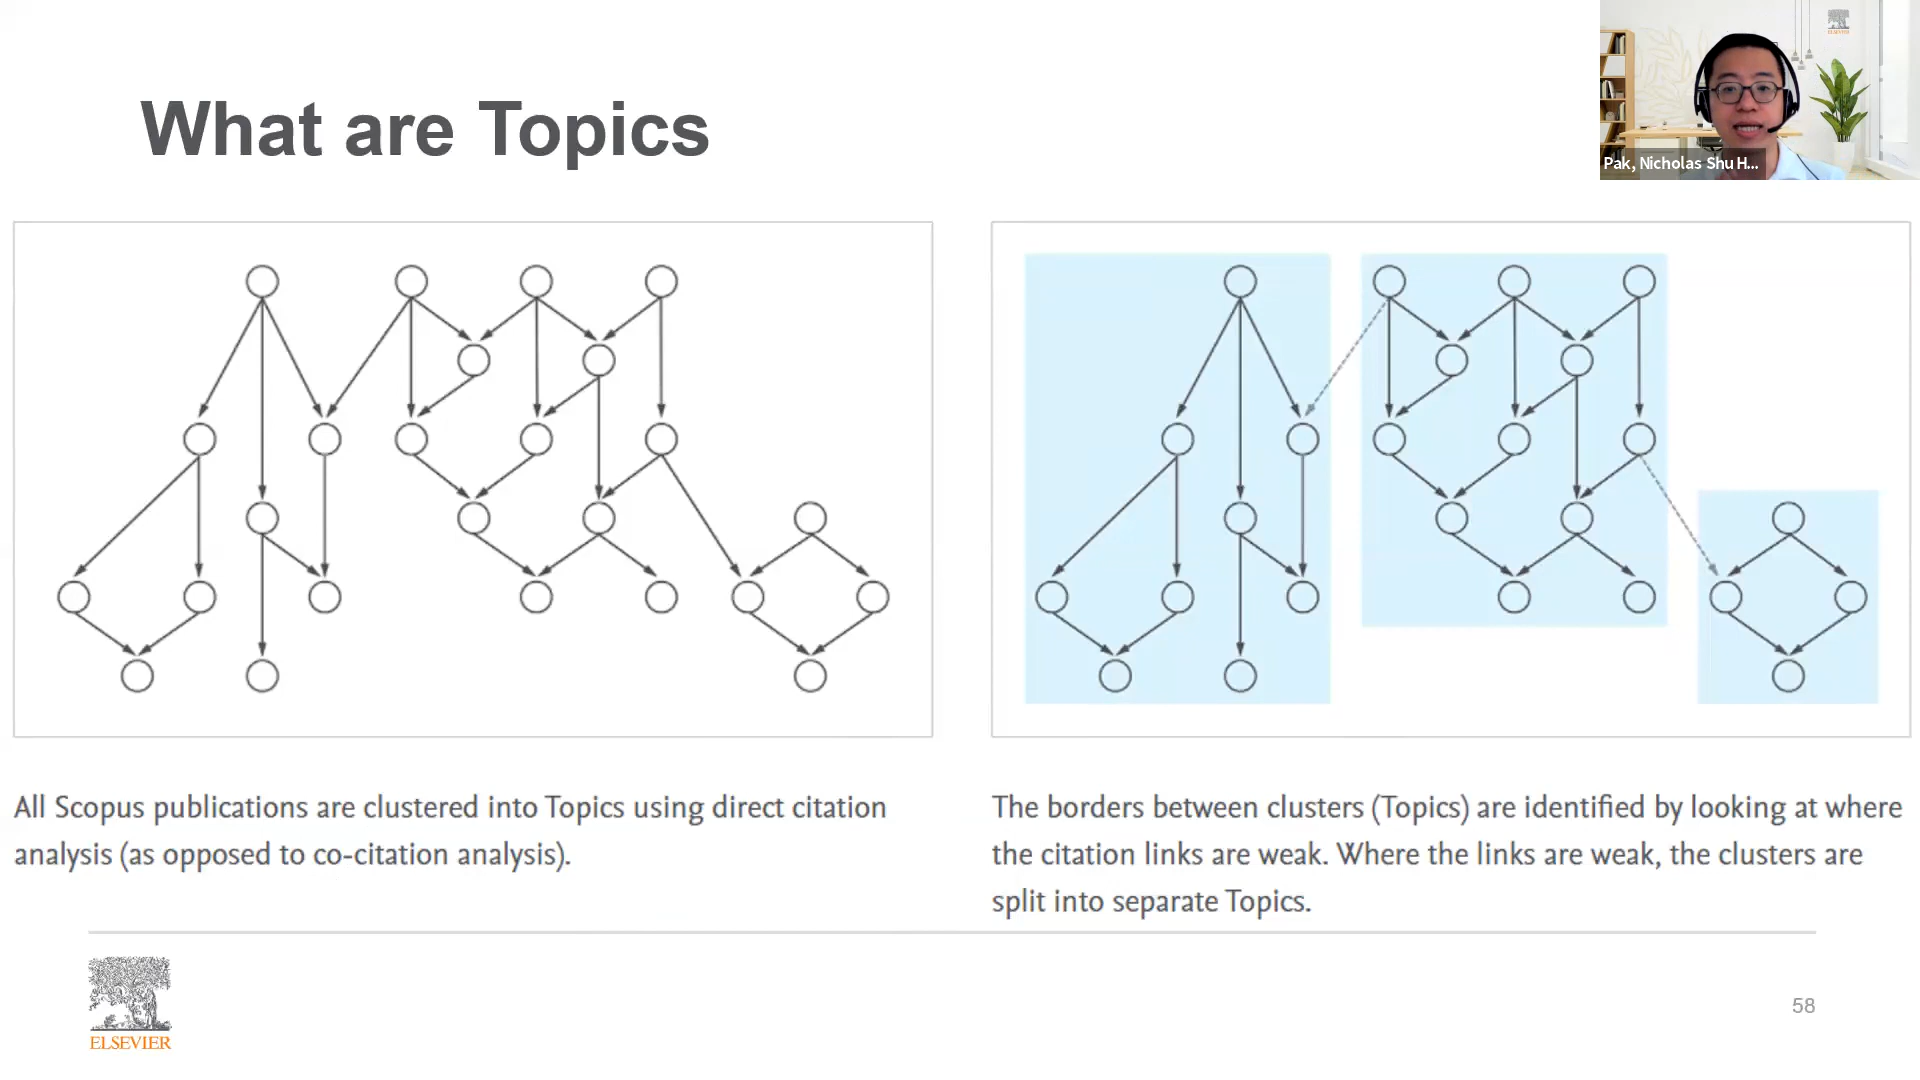 What are Topics
ELSEVIER
Pak, Nicholas Shu H...
All Scopus publications are clustered into Topics using direct citation
analysis (as opposed to co-citation analysis).
The borders between clusters (Topics) are identified by looking at where
the citation links are weak. Where the links are weak, the clusters are
split into separate Topics.
ELSEVIER
58